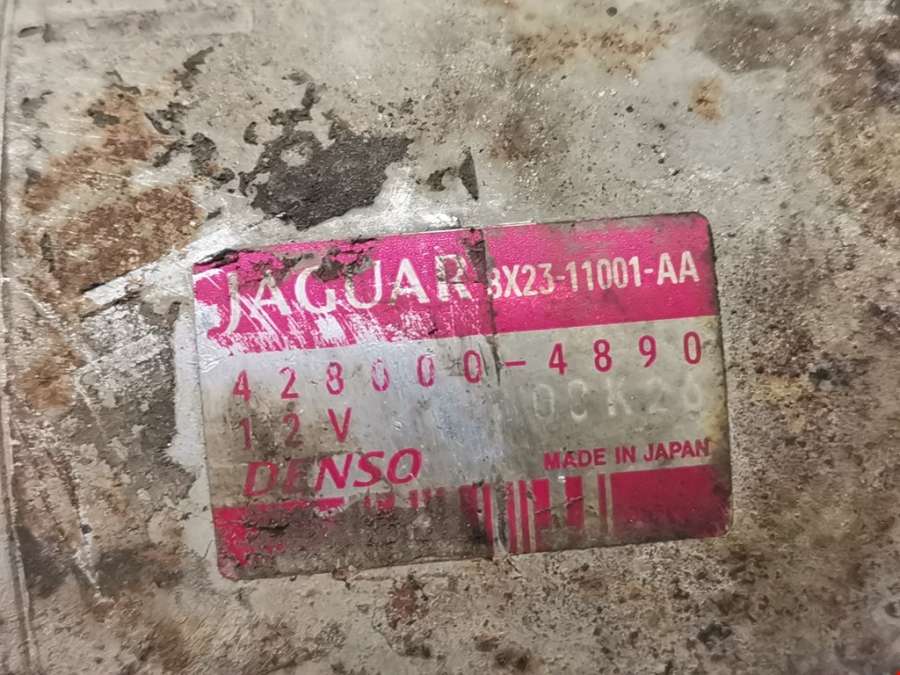 JAGUAR 8X23-11001-AA
428000-4890
12V
DENSO MADE IN JAPAN